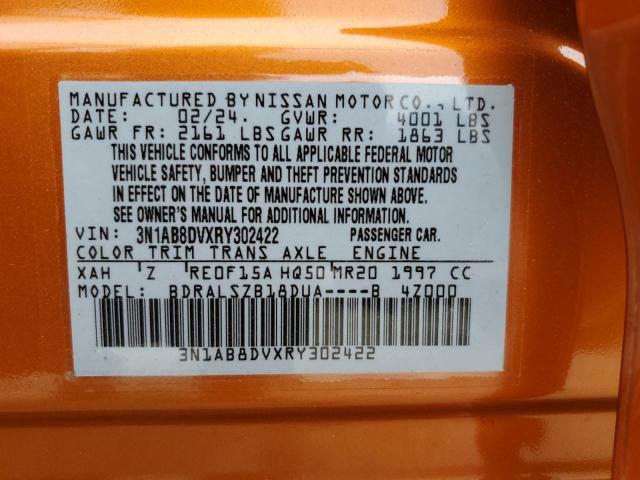 MANUFACTURED BY NISSAN MOTOR CO., LTD.
DATE: 02/24. GVWR: 4001 LBS
GAWR FR: 2161 LBS GAWR RR: 1863 LBS
THIS VEHICLE CONFORMS TO ALL APPLICABLE FEDERAL MOTOR
VEHICLE SAFETY, BUMPER AND THEFT PREVENTION STANDARDS
IN EFFECT ON THE DATE OF MANUFACTURE SHOWN ABOVE.
SEE OWNER'S MANUAL FOR ADDITIONAL INFORMATION.
VIN: 3N1AB8DVXRY302422 PASSENGER CAR.
COLOR TRIM TRANS AXLE ENGINE
XAH Z RE0F15A HQ50 MR20 1997 CC
MODEL: BDRALSZB18DUA----B 4Z000
3N1AB8DVXRY302422